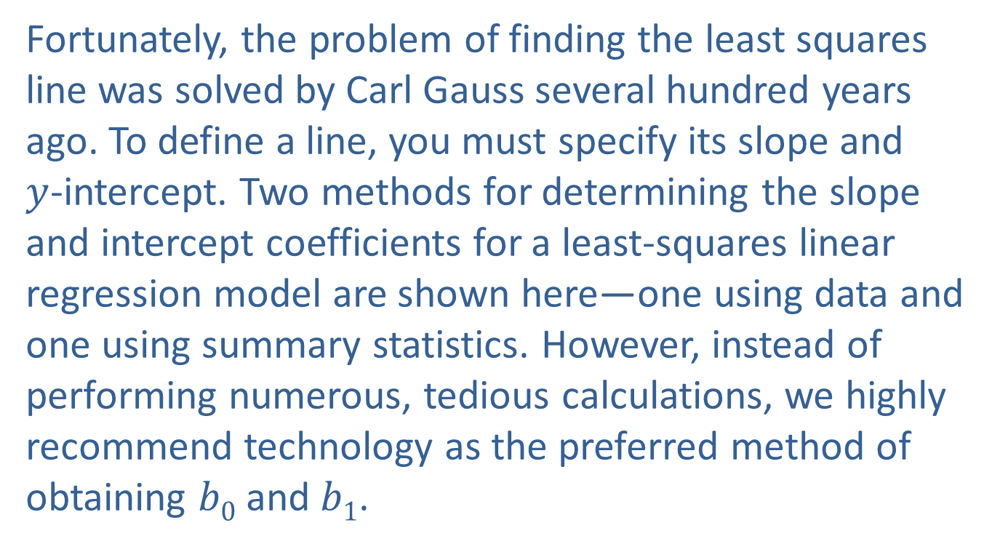 Fortunately, the problem of finding the least squares
line was solved by Carl Gauss several hundred years
ago. To define a line, you must specify its slope and
y-intercept. Two methods for determining the slope
and intercept coefficients for a least-squares linear
regression model are shown here—one using data and
one using summary statistics. However, instead of
performing numerous, tedious calculations, we highly
recommend technology as the preferred method of
obtaining b₀ and b₁.